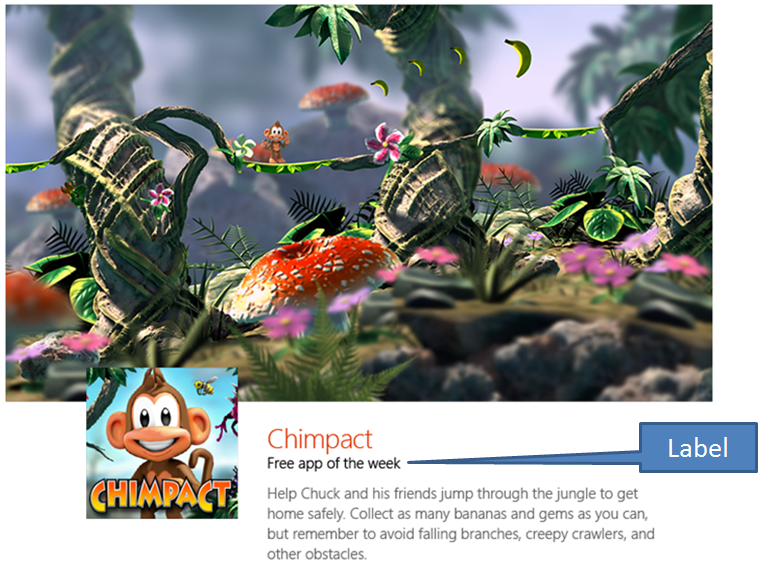 CHIMPACT
Chimpact
Free app of the week
Label
Help Chuck and his friends jump through the jungle to get
home safely. Collect as many bananas and gems as you can,
but remember to avoid falling branches, creepy crawlers, and
other obstacles.